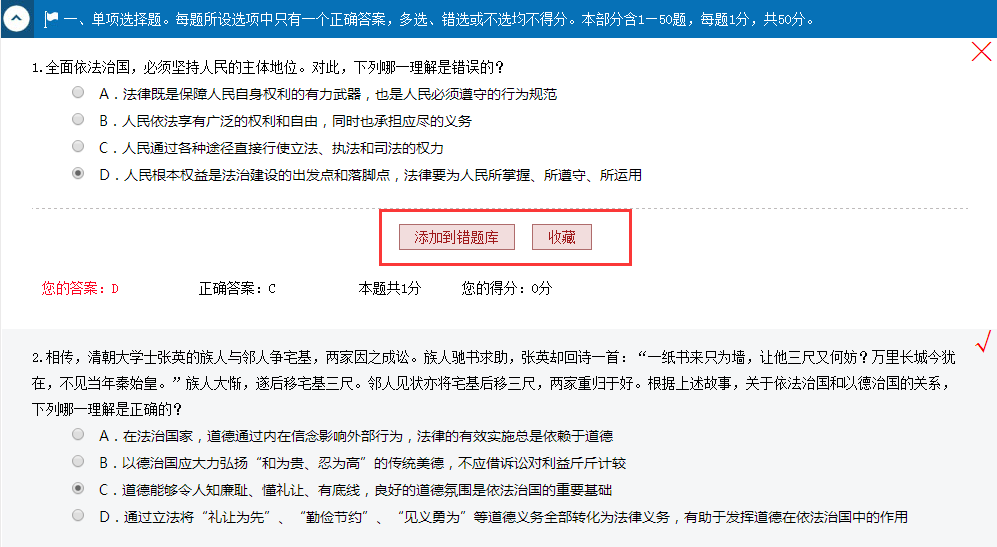 一、单项选择题。每题所设选项中只有一个正确答案，多选、错选或不选均不得分。本部分含1—50题，每题1分，共50分。
1.全面依法治国，必须坚持人民的主体地位。对此，下列哪一理解是错误的？
A．法律既是保障人民自身权利的有力武器，也是人民必须遵守的行为规范
B．人民依法享有广泛的权利和自由，同时也承担应尽的义务
C．人民通过各种途径直接行使立法、执法和司法的权力
D．人民根本权益是法治建设的出发点和落脚点，法律要为人民所掌握、所遵守、所运用
添加到错题库 收藏
您的答案：D 正确答案：C 本题共1分 您的得分：0分
2.相传，清朝大学士张英的族人与邻人争宅基，两家因之成讼。族人驰书求助，张英却回诗一首：“一纸书来只为墙，让他三尺又何妨？万里长城今犹
在，不见当年秦始皇。”族人大惭，遂后移宅基三尺。邻人见状亦将宅基后移三尺，两家重归于好。根据上述故事，关于依法治国和以德治国的关系，
下列哪一理解是正确的？
A．在法治国家，道德通过内在信念影响外部行为，法律的有效实施总是依赖于道德
B．以德治国应大力弘扬“和为贵、忍为高”的传统美德，不应借诉讼对利益斤斤计较
C．道德能够令人知廉耻、懂礼让、有底线，良好的道德氛围是依法治国的重要基础
D．通过立法将“礼让为先”、“勤俭节约”、“见义勇为”等道德义务全部转化为法律义务，有助于发挥道德在依法治国中的作用